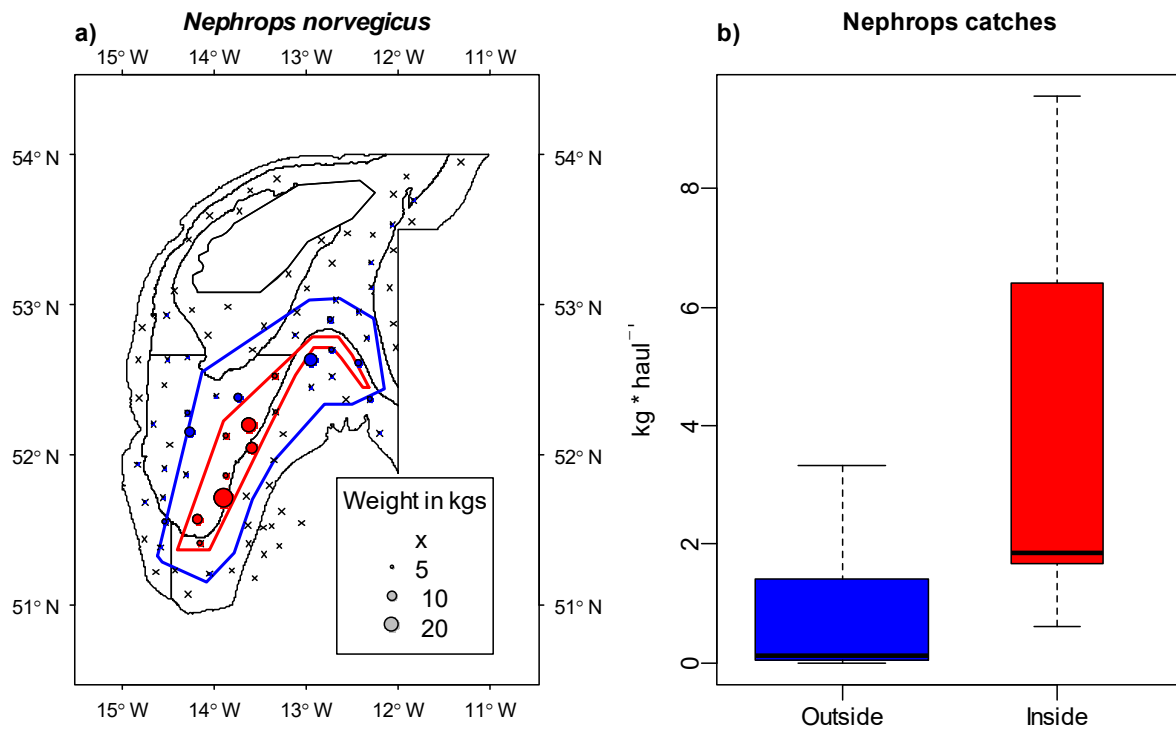 Nephrops norvegicus
a)
15° W 14° W 13° W 12° W 11° W
54° N 54° N
53° N 53° N
52° N 52° N
51° N 51° N
Weight in kgs
x
5
10
20
15° W 14° W 13° W 12° W 11° W
b) Nephrops catches
kg * haul⁻¹
8
6
4
2
0
Outside Inside